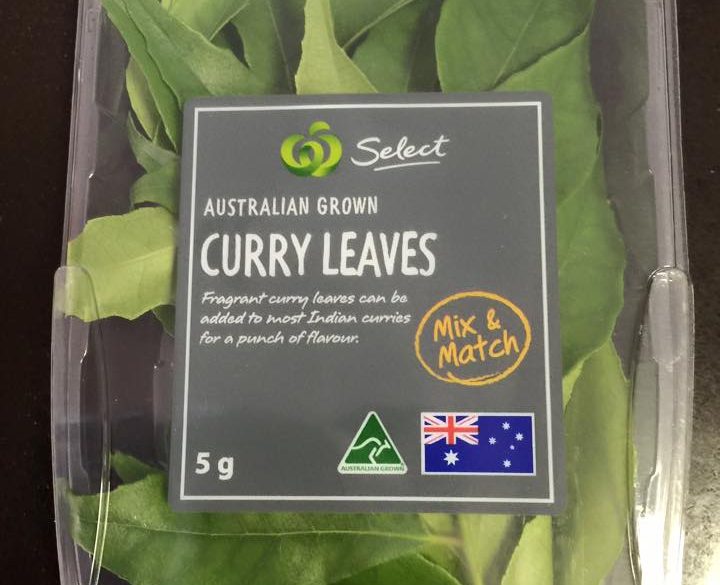 Select
AUSTRALIAN GROWN
CURRY LEAVES
Fragrant curry leaves can be
added to most Indian curries
for a punch of flavour.
Mix &
Match
5 g
AUSTRALIAN GROWN